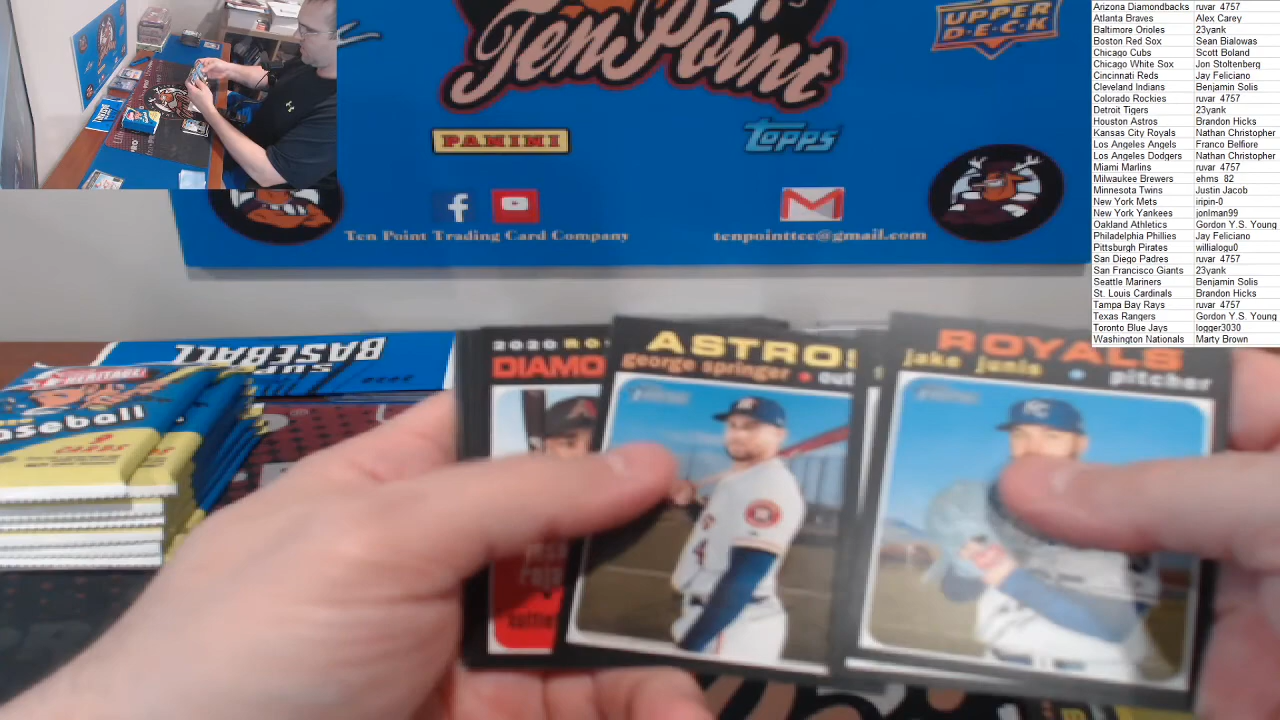 TenPoint
UPPER
D·E·C·K
PANINI
topps
Ten Point Trading Card Company
tenpointtcc@gmail.com
Arizona Diamondbacks ruvar 4757
Atlanta Braves Alex Carey
Baltimore Orioles 23yank
Boston Red Sox Sean Bialowas
Chicago Cubs Scott Boland
Chicago White Sox Jon Stoltenberg
Cincinnati Reds Jay Feliciano
Cleveland Indians Benjamin Solis
Colorado Rockies ruvar 4757
Detroit Tigers 23yank
Houston Astros Brandon Hicks
Kansas City Royals Nathan Christopher
Los Angeles Angels Franco Belfiore
Los Angeles Dodgers Nathan Christopher
Miami Marlins ruvar 4757
Milwaukee Brewers ehms 82
Minnesota Twins Justin Jacob
New York Mets iripin-0
New York Yankees jonlman99
Oakland Athletics Gordon Y.S. Young
Philadelphia Phillies Jay Feliciano
Pittsburgh Pirates willialogu0
San Diego Padres ruvar 4757
San Francisco Giants 23yank
Seattle Mariners Benjamin Solis
St. Louis Cardinals Brandon Hicks
Tampa Bay Rays ruvar 4757
Texas Rangers Gordon Y.S. Young
Toronto Blue Jays logger3030
Washington Nationals Marty Brown
BASEBALL
baseball
9 CARDS
2020 RO
DIAMO
ASTROS
george springer • out
ROYALS
jake junis • pitcher